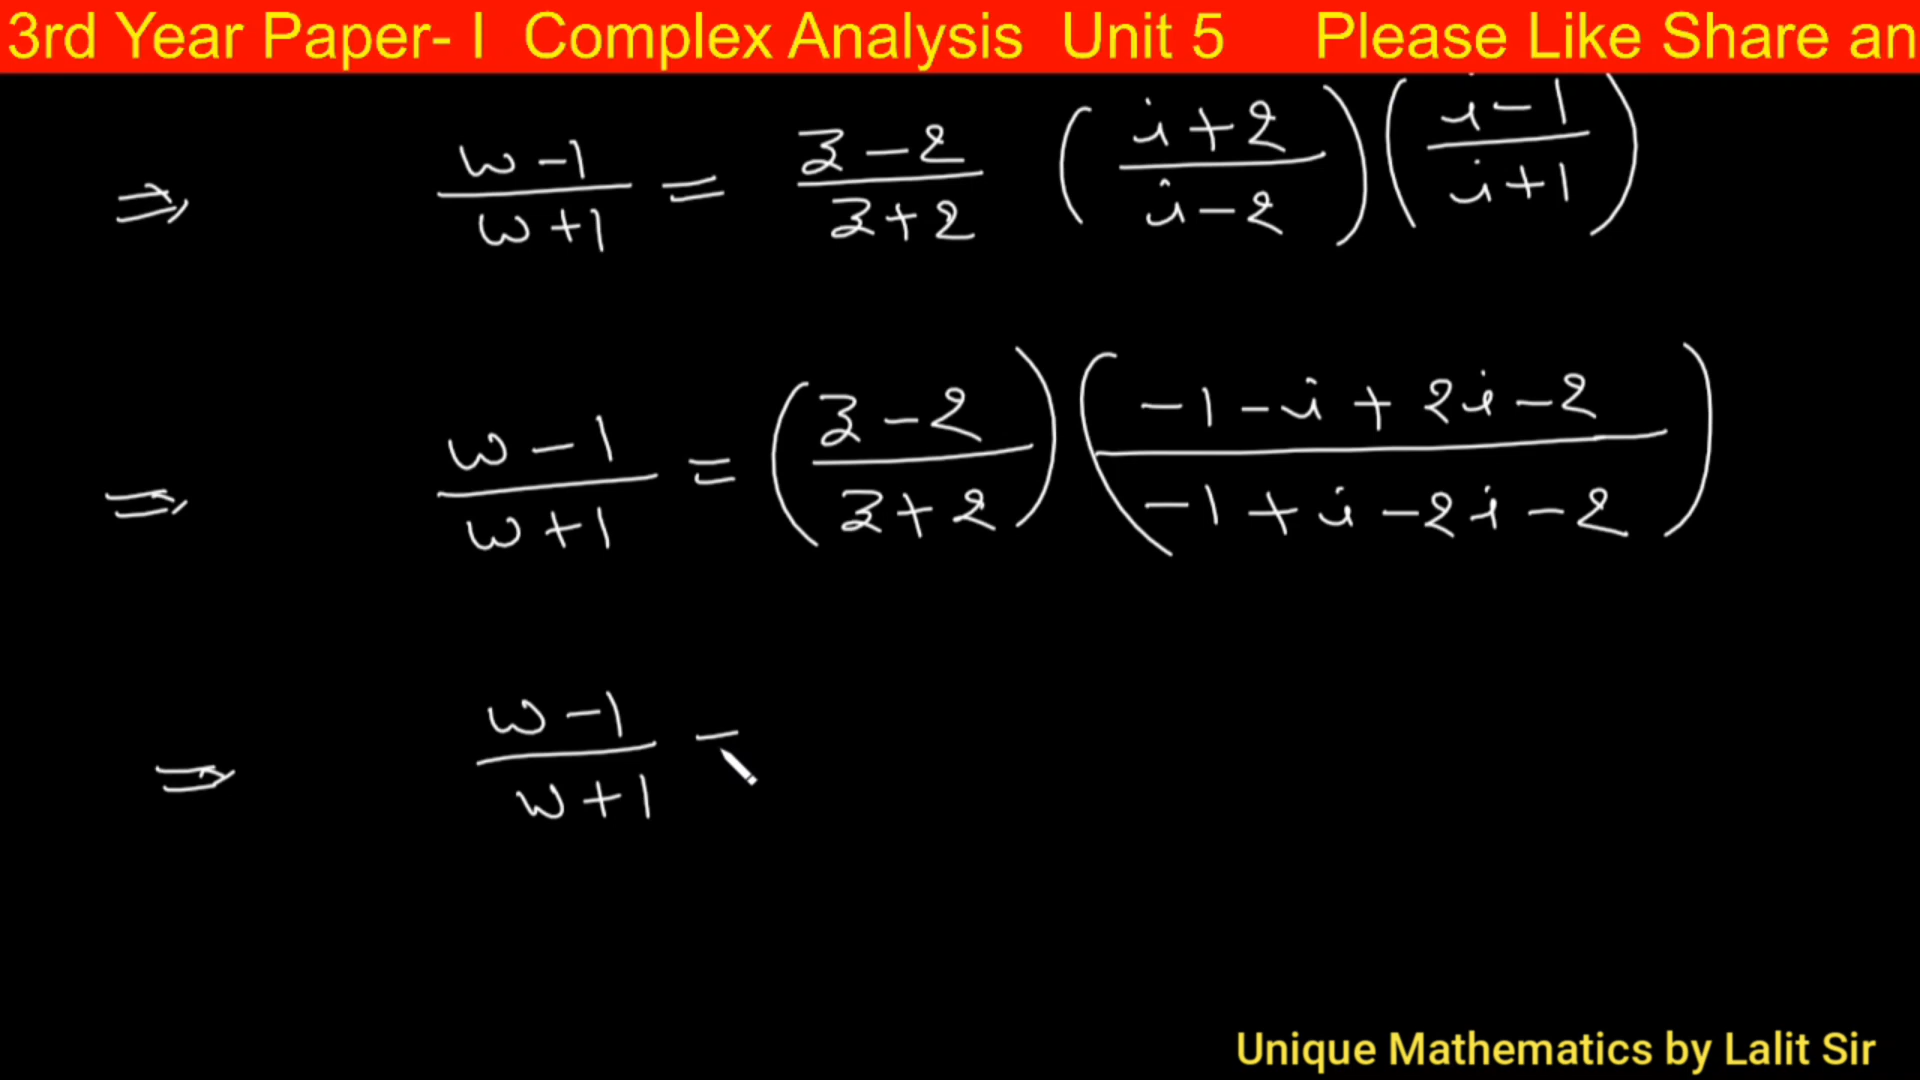 3rd Year Paper- I Complex Analysis Unit 5 Please Like Share an
⇒ (w-1)/(w+1) = (z-2)/(z+2) ((i+2)/(i-2)) ((i-1)/(i+1))
⇒ (w-1)/(w+1) = ((z-2)/(z+2)) ((-1-i+2i-2)/(-1+i-2i-2))
⇒ (w-1)/(w+1) -
Unique Mathematics by Lalit Sir